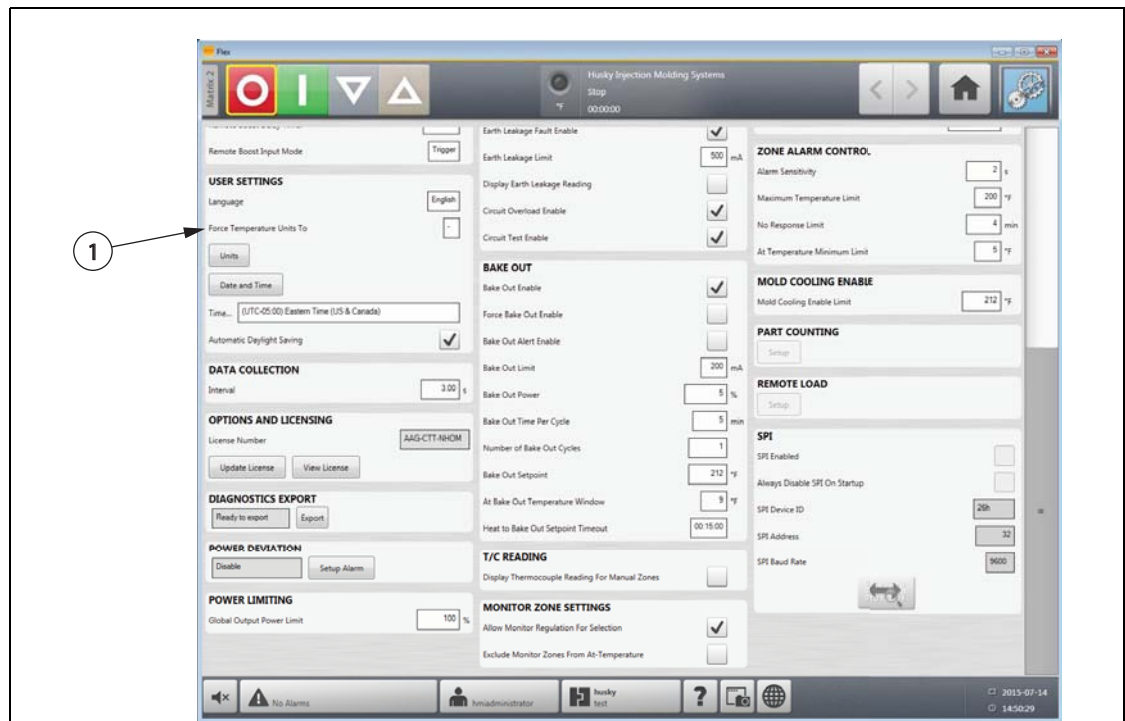 Flex
Matrix 2
Husky Injection Molding Systems
Stop
°F
00:00:00
Remote Boost Input Mode
Trigger
USER SETTINGS
Language
English
Force Temperature Units To
-
Units
Date and Time
Time... (UTC-05:00) Eastern Time (US & Canada)
Automatic Daylight Saving
DATA COLLECTION
Interval
3.00 s
OPTIONS AND LICENSING
License Number
AAG-CTT-NHOM
Update License
View License
DIAGNOSTICS EXPORT
Ready to export
Export
POWER DEVIATION
Disable
Setup Alarm
POWER LIMITING
Global Output Power Limit
100 %
Earth Leakage Fault Enable
Earth Leakage Limit
500 mA
Display Earth Leakage Reading
Circuit Overload Enable
Circuit Test Enable
BAKE OUT
Bake Out Enable
Force Bake Out Enable
Bake Out Alert Enable
Bake Out Limit
200 mA
Bake Out Power
5 %
Bake Out Time Per Cycle
5 min
Number of Bake Out Cycles
1
Bake Out Setpoint
212 °F
At Bake Out Temperature Window
9 °F
Heat to Bake Out Setpoint Timeout
00:15:00
T/C READING
Display Thermocouple Reading For Manual Zones
MONITOR ZONE SETTINGS
Allow Monitor Regulation For Selection
Exclude Monitor Zones From At-Temperature
ZONE ALARM CONTROL
Alarm Sensitivity
2 s
Maximum Temperature Limit
200 °F
No Response Limit
4 min
At Temperature Minimum Limit
5 °F
MOLD COOLING ENABLE
Mold Cooling Enable Limit
212 °F
PART COUNTING
Setup
REMOTE LOAD
Setup
SPI
SPI Enabled
Always Disable SPI On Startup
SPI Device ID
26h
SPI Address
32
SPI Baud Rate
9600
1
No Alarms
hmiadministrator
husky
test
?
2015-07-14
14:50:29